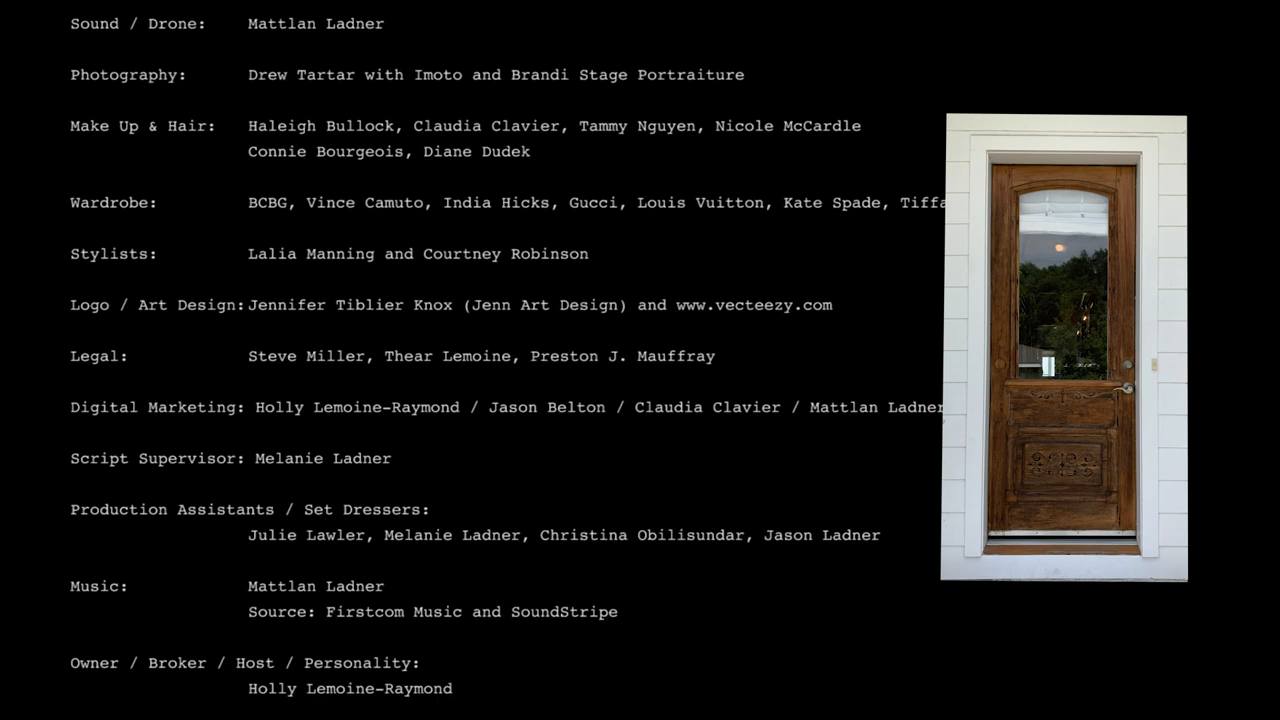 Sound / Drone: Mattlan Ladner
Photography: Drew Tartar with Imoto and Brandi Stage Portraiture
Make Up & Hair: Haleigh Bullock, Claudia Clavier, Tammy Nguyen, Nicole McCardle
Connie Bourgeois, Diane Dudek
Wardrobe: BCBG, Vince Camuto, India Hicks, Gucci, Louis Vuitton, Kate Spade,
Stylists: Lalia Manning and Courtney Robinson
Logo / Art Design: Jennifer Tiblier Knox (Jenn Art Design) and www.vecteezy.com
Legal: Steve Miller, Thear Lemoine, Preston J. Mauffray
Digital Marketing: Holly Lemoine-Raymond / Jason Belton / Claudia Clavier / Mattlan Ladner
Script Supervisor: Melanie Ladner
Production Assistants / Set Dressers:
Julie Lawler, Melanie Ladner, Christina Obilisundar, Jason Ladner
Music: Mattlan Ladner
Source: Firstcom Music and SoundStripe
Owner / Broker / Host / Personality:
Holly Lemoine-Raymond